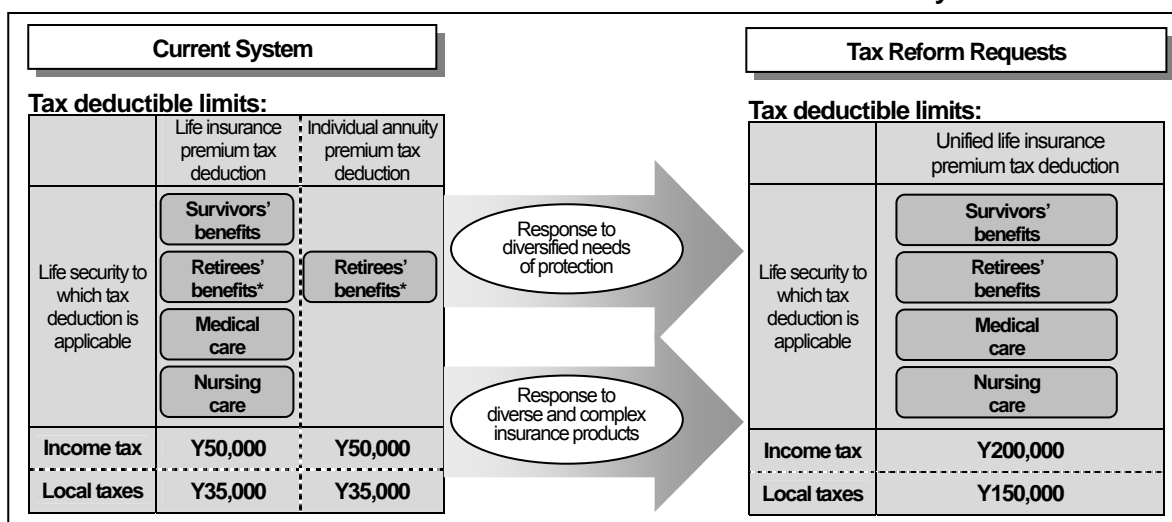 Current System
Tax deductible limits:
Life insurance
premium tax
deduction
Individual annuity
premium tax
deduction
Life security to
which tax
deduction is
applicable
Survivors'
benefits
Retirees'
benefits*
Medical
care
Nursing
care
Retirees'
benefits*
Income tax
Y50,000
Y50,000
Local taxes
Y35,000
Y35,000
Response to
diversified needs
of protection
Response to
diverse and complex
insurance products
Tax Reform Requests
Tax deductible limits:
Unified life insurance
premium tax deduction
Life security to
which tax
deduction is
applicable
Survivors'
benefits
Retirees'
benefits
Medical
care
Nursing
care
Income tax
Y200,000
Local taxes
Y150,000